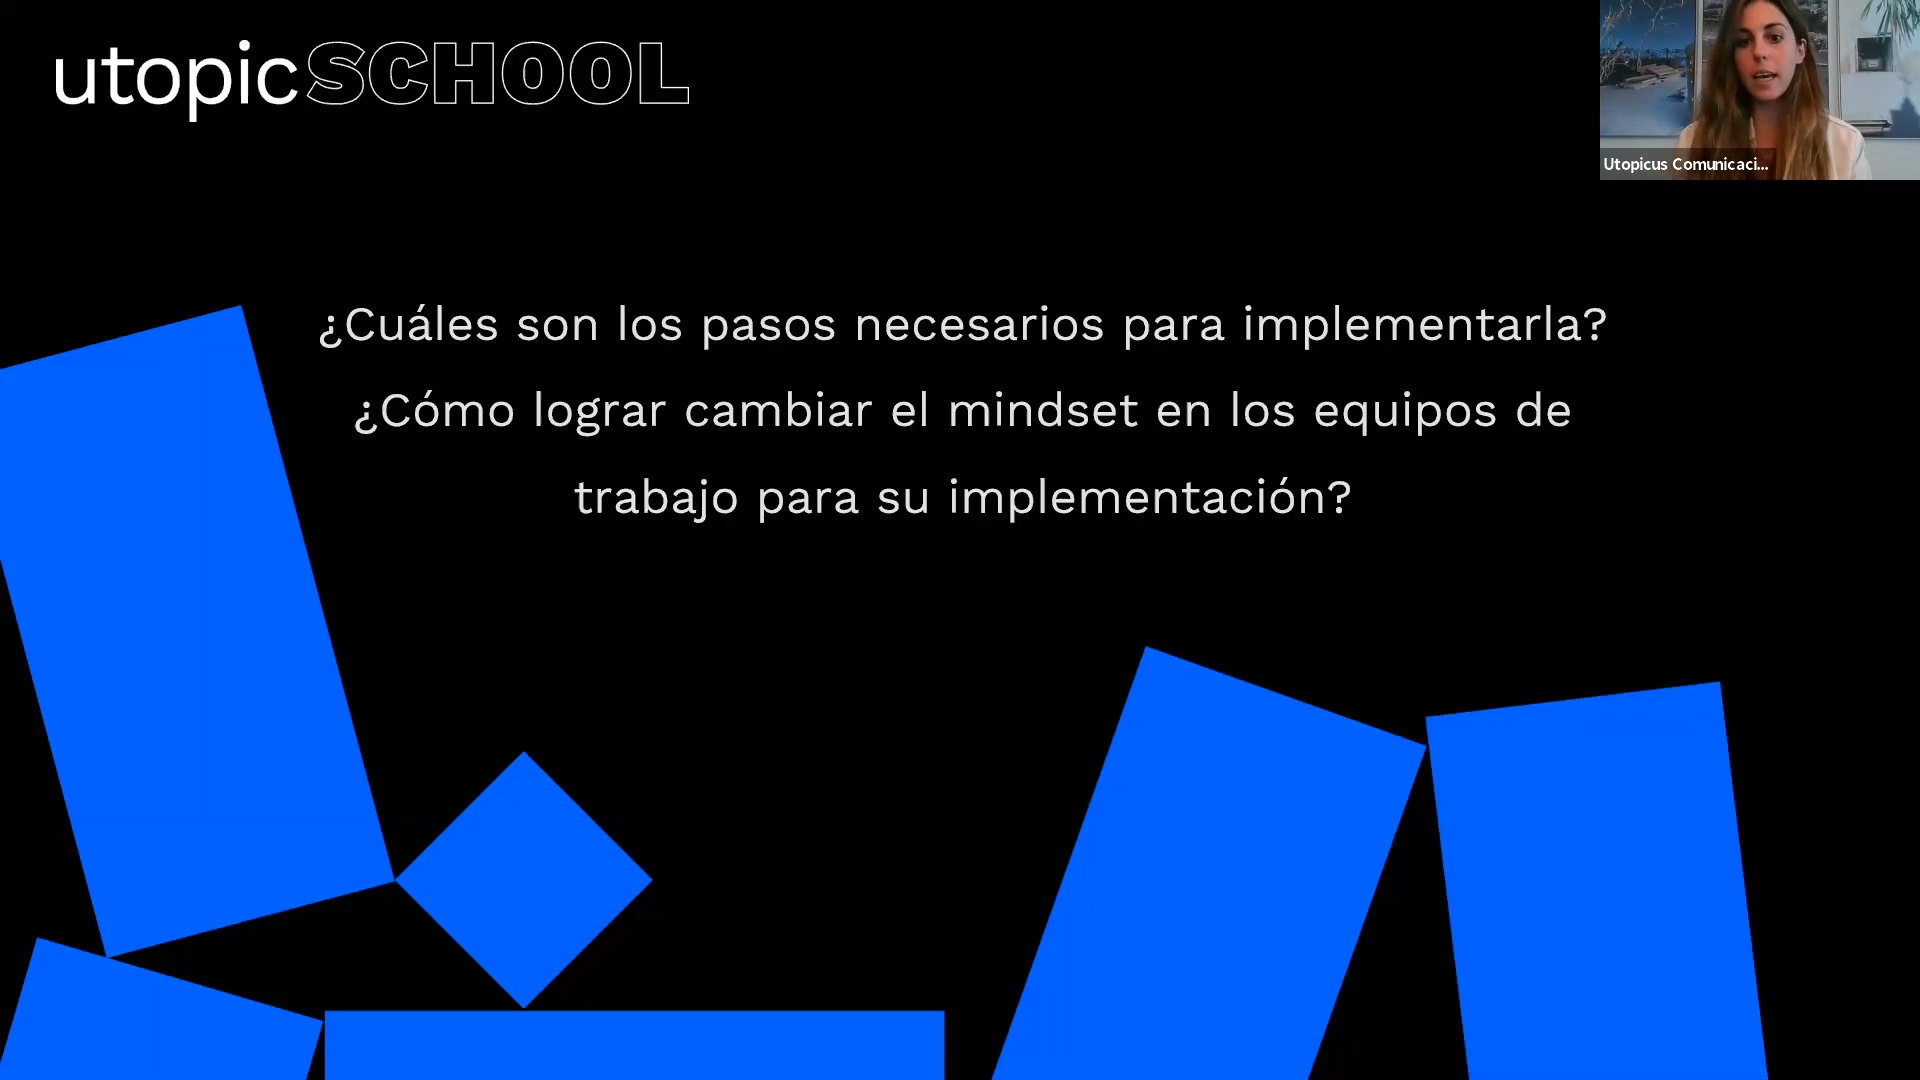 utopicSCHOOL
Utopicus Comunicaci...
¿Cuáles son los pasos necesarios para implementarla?
¿Cómo lograr cambiar el mindset en los equipos de
trabajo para su implementación?